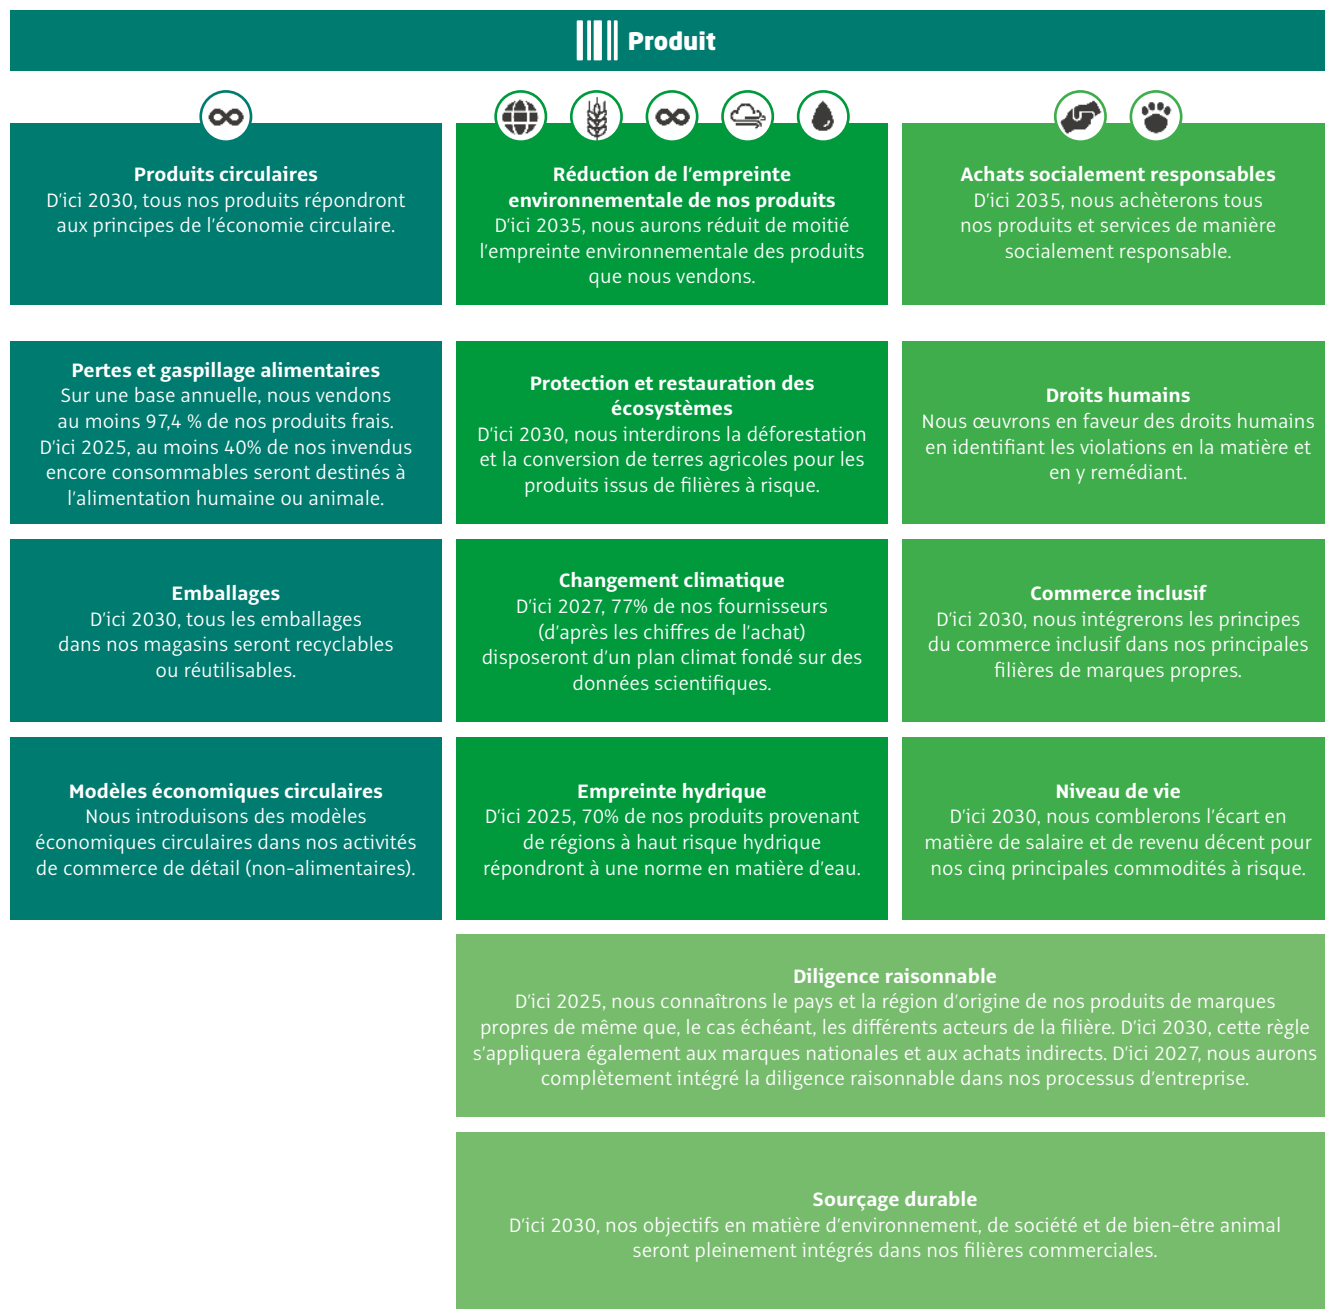 Produit
Produits circulaires
D'ici 2030, tous nos produits répondront
aux principes de l'économie circulaire.
Réduction de l'empreinte
environnementale de nos produits
D'ici 2035, nous aurons réduit de moitié
l'empreinte environnementale des produits
que nous vendons.
Achats socialement responsables
D'ici 2035, nous achèterons tous
nos produits et services de manière
socialement responsable.
Pertes et gaspillage alimentaires
Sur une base annuelle, nous vendons
au moins 97,4 % de nos produits frais.
D'ici 2025, au moins 40% de nos invendus
encore consommables seront destinés à
l'alimentation humaine ou animale.
Protection et restauration des
écosystèmes
D'ici 2030, nous interdirons la déforestation
et la conversion de terres agricoles pour les
produits issus de filières à risque.
Droits humains
Nous œuvrons en faveur des droits humains
en identifiant les violations en la matière et
en y remédiant.
Emballages
D'ici 2030, tous les emballages
dans nos magasins seront recyclables
ou réutilisables.
Changement climatique
D'ici 2027, 77% de nos fournisseurs
(d'après les chiffres de l'achat)
disposeront d'un plan climat fondé sur des
données scientifiques.
Commerce inclusif
D'ici 2030, nous intégrerons les principes
du commerce inclusif dans nos principales
filières de marques propres.
Modèles économiques circulaires
Nous introduisons des modèles
économiques circulaires dans nos activités
de commerce de détail (non-alimentaires).
Empreinte hydrique
D'ici 2025, 70% de nos produits provenant
de régions à haut risque hydrique
répondront à une norme en matière d'eau.
Niveau de vie
D'ici 2030, nous comblerons l'écart en
matière de salaire et de revenu décent pour
nos cinq principales commodités à risque.
Diligence raisonnable
D'ici 2025, nous connaîtrons le pays et la région d'origine de nos produits de marques
propres de même que, le cas échéant, les différents acteurs de la filière. D'ici 2030, cette règle
s'appliquera également aux marques nationales et aux achats indirects. D'ici 2027, nous aurons
complètement intégré la diligence raisonnable dans nos processus d'entreprise.
Sourçage durable
D'ici 2030, nos objectifs en matière d'environnement, de société et de bien-être animal
seront pleinement intégrés dans nos filières commerciales.